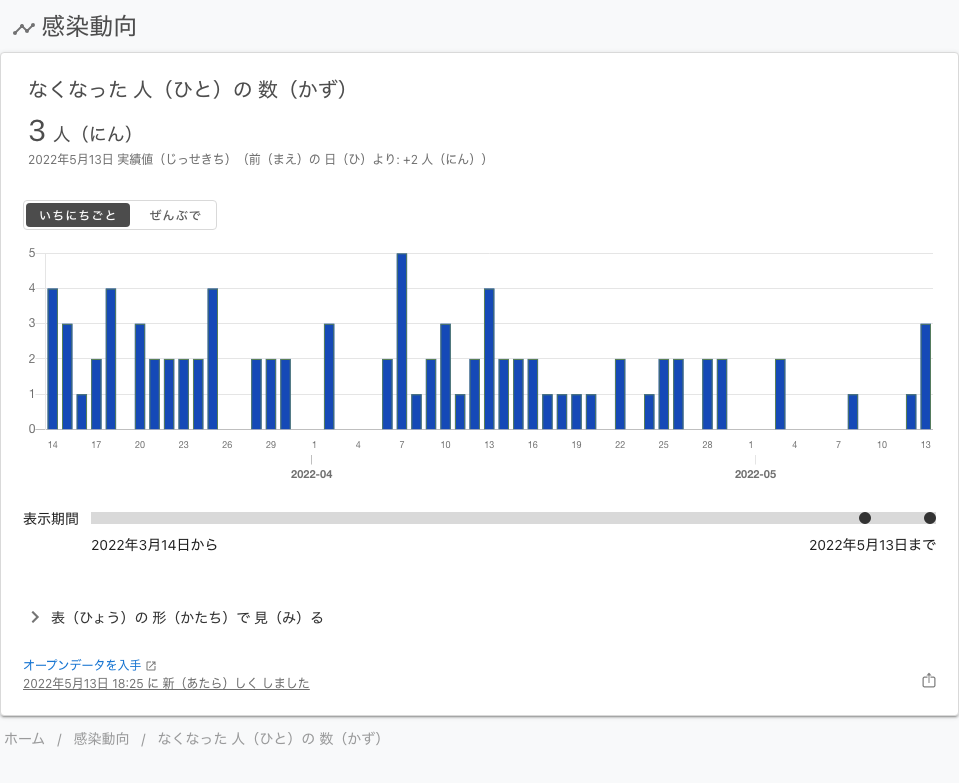 感染動向
なくなった 人（ひと）の 数（かず）
3 人（にん）
2022年5月13日 実績値（じっせきち）（前（まえ）の 日（ひ）より: +2 人（にん））
いちにちごと ぜんぶで
5
4
3
2
1
0
14 17 20 23 26 29 1 4 7 10 13 16 19 22 25 28 1 4 7 10 13
2022-04 2022-05
表示期間
2022年3月14日から 2022年5月13日まで
表（ひょう）の 形（かたち）で 見（み）る
オープンデータを入手
2022年5月13日 18:25 に 新（あたら）しく しました
ホーム / 感染動向 / なくなった 人（ひと）の 数（かず）